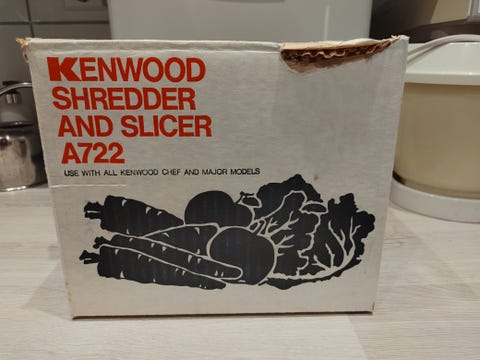 KENWOOD
SHREDDER
AND SLICER
A722
USE WITH ALL KENWOOD CHEF AND MAJOR MODELS